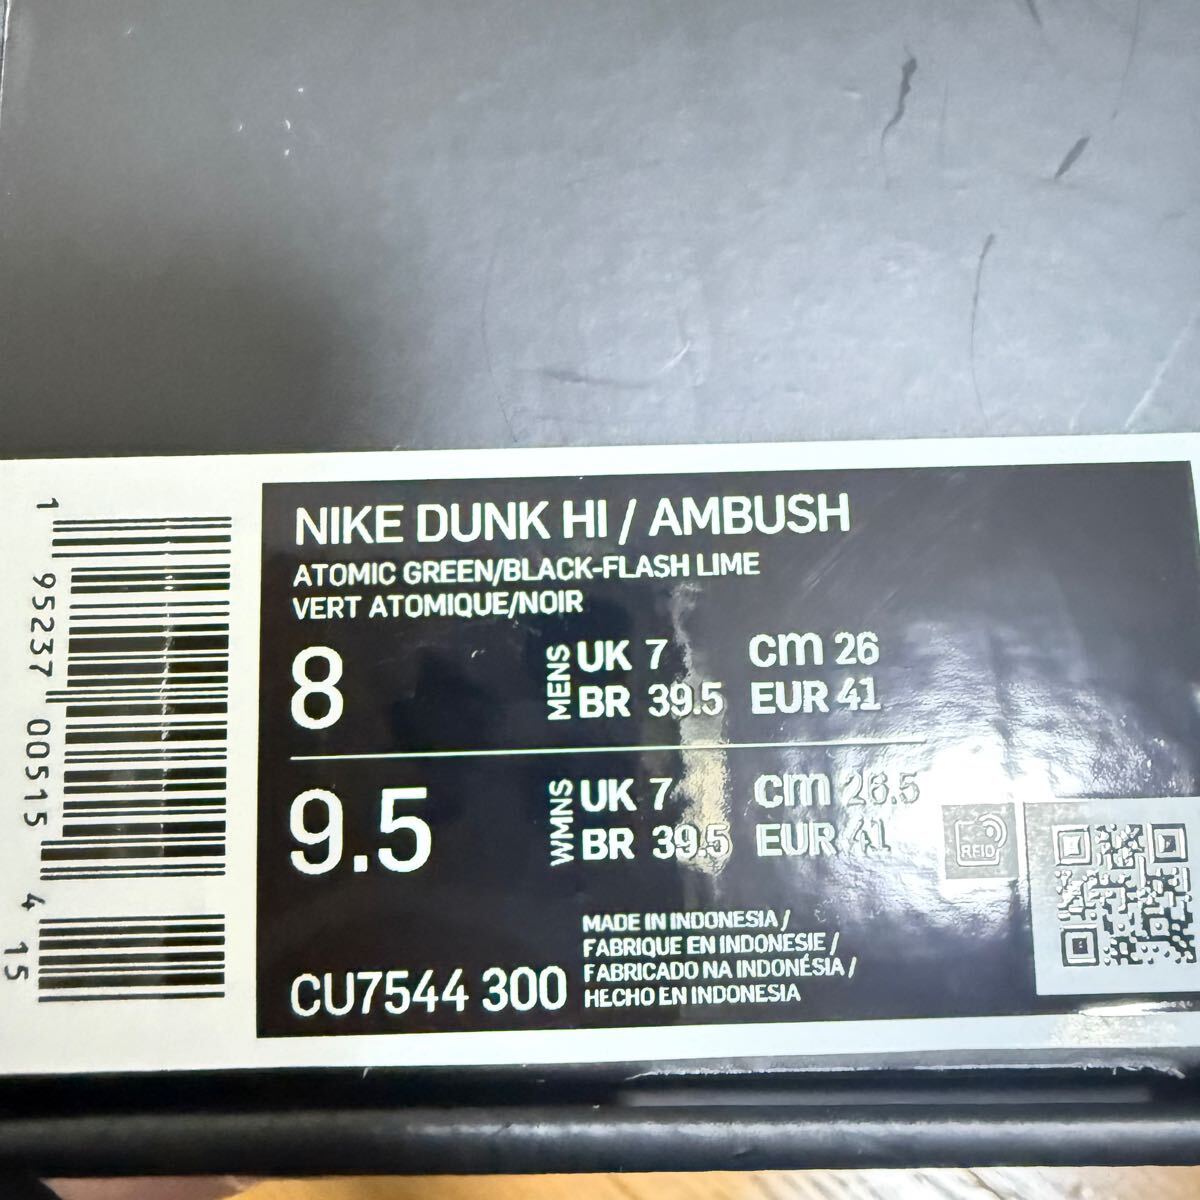 NIKE DUNK HI / AMBUSH
ATOMIC GREEN/BLACK-FLASH LIME
VERT ATOMIQUE/NOIR
8 MENS UK 7 cm 26
BR 39.5 EUR 41
9.5 WMNS UK 7 cm 26.5
BR 39.5 EUR 41
RFID
MADE IN INDONESIA /
FABRIQUE EN INDONESIE /
FABRICADO NA INDONÉSIA /
HECHO EN INDONESIA
CU7544 300
1 95237 00515 4 15